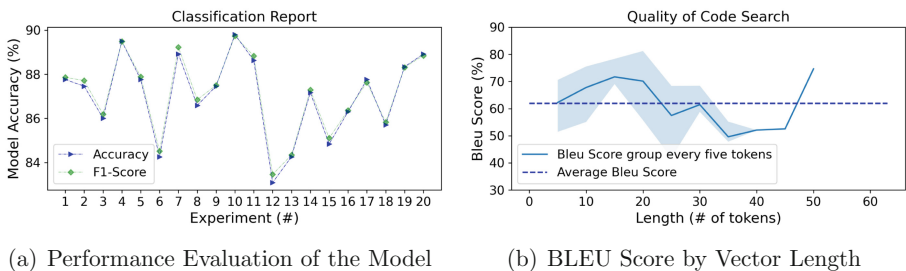 Classification Report
Model Accuracy (%)
90
88
86
84
Accuracy
F1-Score
1 2 3 4 5 6 7 8 9 10 11 12 13 14 15 16 17 18 19 20
Experiment (#)
(a) Performance Evaluation of the Model
Quality of Code Search
Bleu Score (%)
90
80
70
60
50
40
30
Bleu Score group every five tokens
Average Bleu Score
0 10 20 30 40 50 60
Length (# of tokens)
(b) BLEU Score by Vector Length